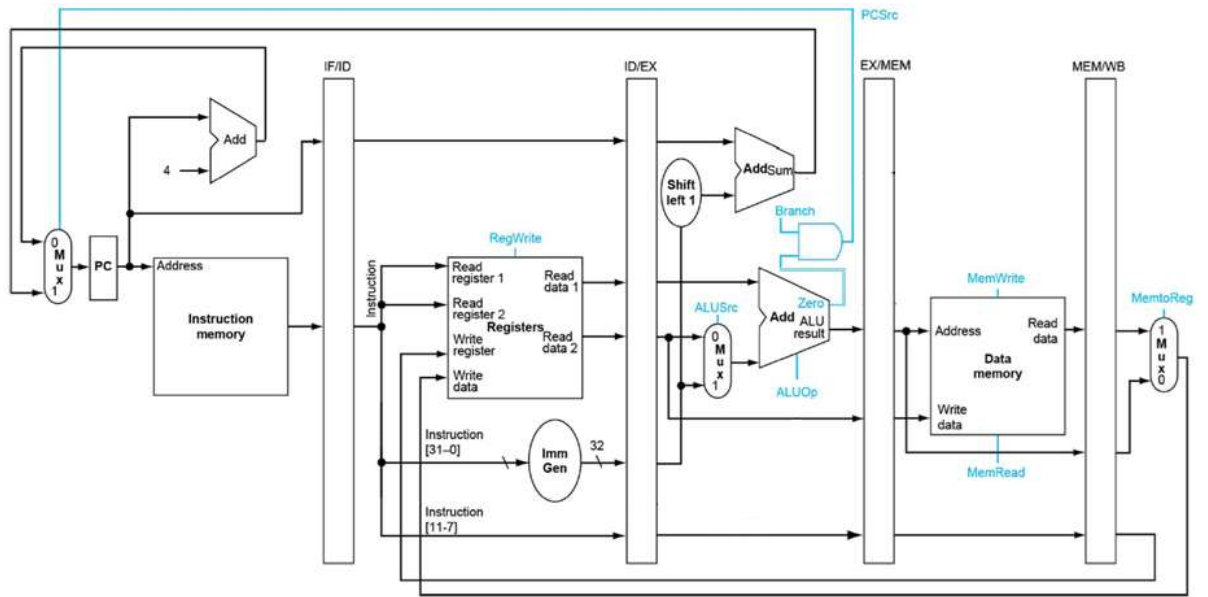 PCSrc
IF/ID
ID/EX
EX/MEM
MEM/WB
Add
4
Add Sum
Shift
left 1
Branch
0
M
u
x
1
PC
Address
Instruction
memory
Instruction
RegWrite
Read
register 1
Read
register 2
Write
register
Write
data
Registers
Read
data 1
Read
data 2
ALUSrc
0
M
u
x
1
Zero
Add
ALU
result
ALUOp
MemWrite
Address
Read
data
Data
memory
Write
data
MemRead
MemtoReg
1
M
u
x
0
Instruction
[31–0]
Imm
Gen
32
Instruction
[11-7]